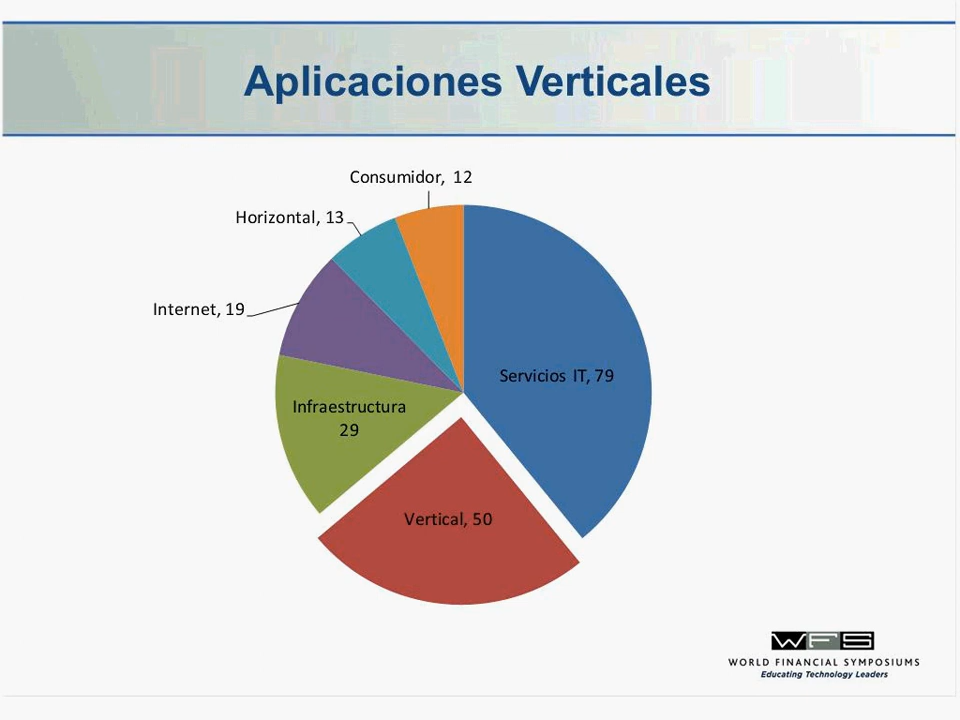 Aplicaciones Verticales
Consumidor, 12
Horizontal, 13
Internet, 19
Servicios IT, 79
Infraestructura
29
Vertical, 50
WFS
WORLD FINANCIAL SYMPOSIUMS
Educating Technology Leaders